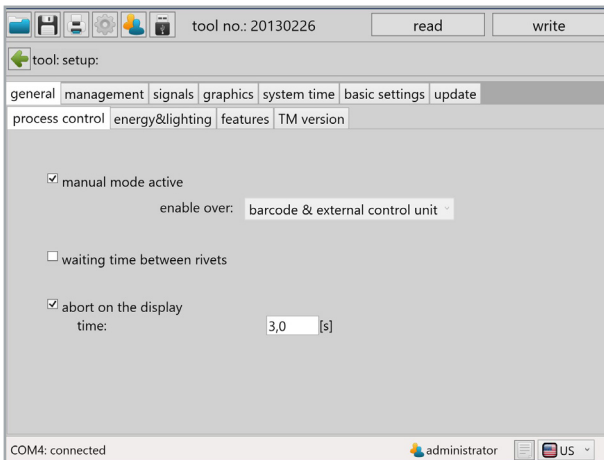 tool no.: 20130226 read write
tool: setup:
general management signals graphics system time basic settings update
process control energy&lighting features TM version
manual mode active
enable over: barcode & external control unit
waiting time between rivets
abort on the display
time: 3,0 [s]
COM4: connected administrator US